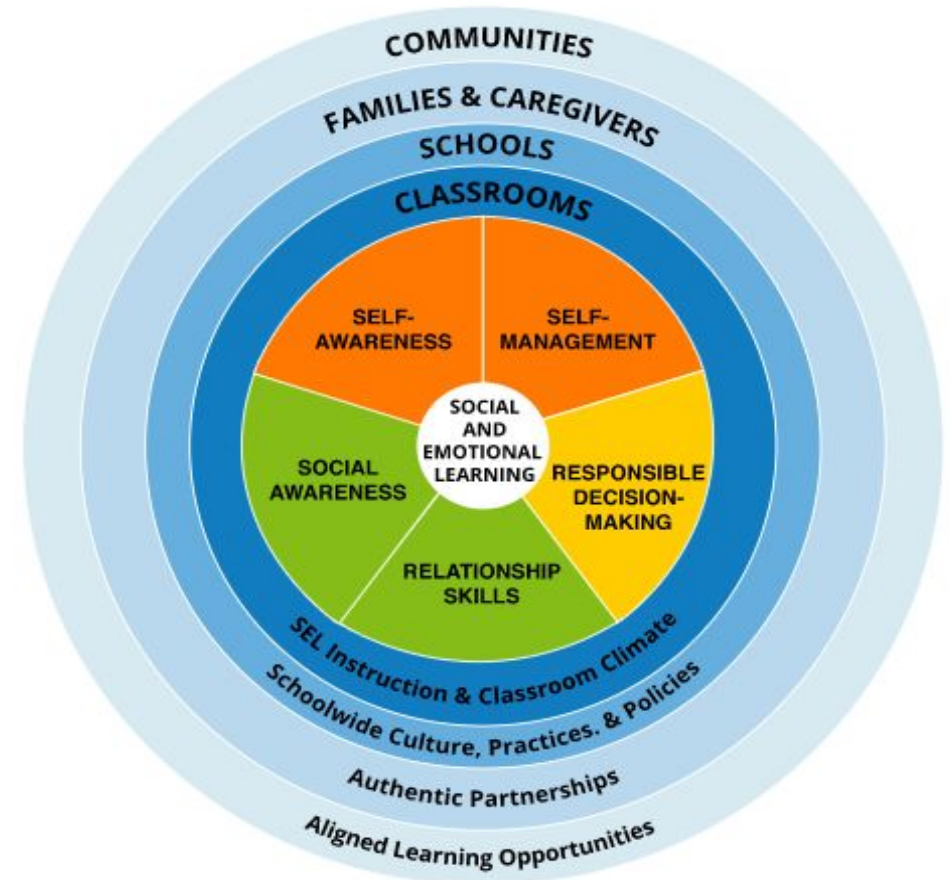 COMMUNITIES
FAMILIES & CAREGIVERS
SCHOOLS
CLASSROOMS
SELF-
AWARENESS
SELF-
MANAGEMENT
SOCIAL
AND
EMOTIONAL
LEARNING
SOCIAL
AWARENESS
RESPONSIBLE
DECISION-
MAKING
RELATIONSHIP
SKILLS
SEL Instruction & Classroom Climate
Schoolwide Culture, Practices. & Policies
Authentic Partnerships
Aligned Learning Opportunities